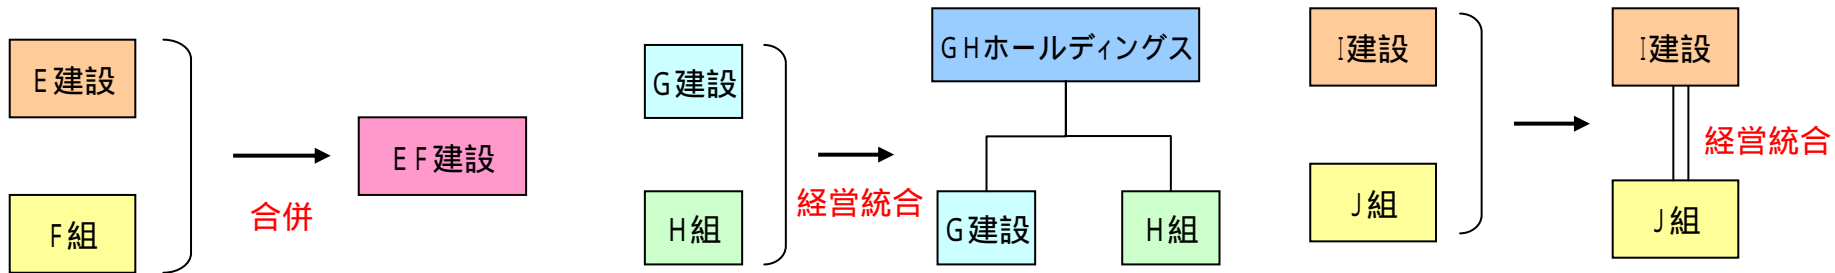 E建設
F組
合併
EF建設
G建設
H組
経営統合
GHホールディングス
G建設
H組
I建設
J組
I建設
経営統合
J組